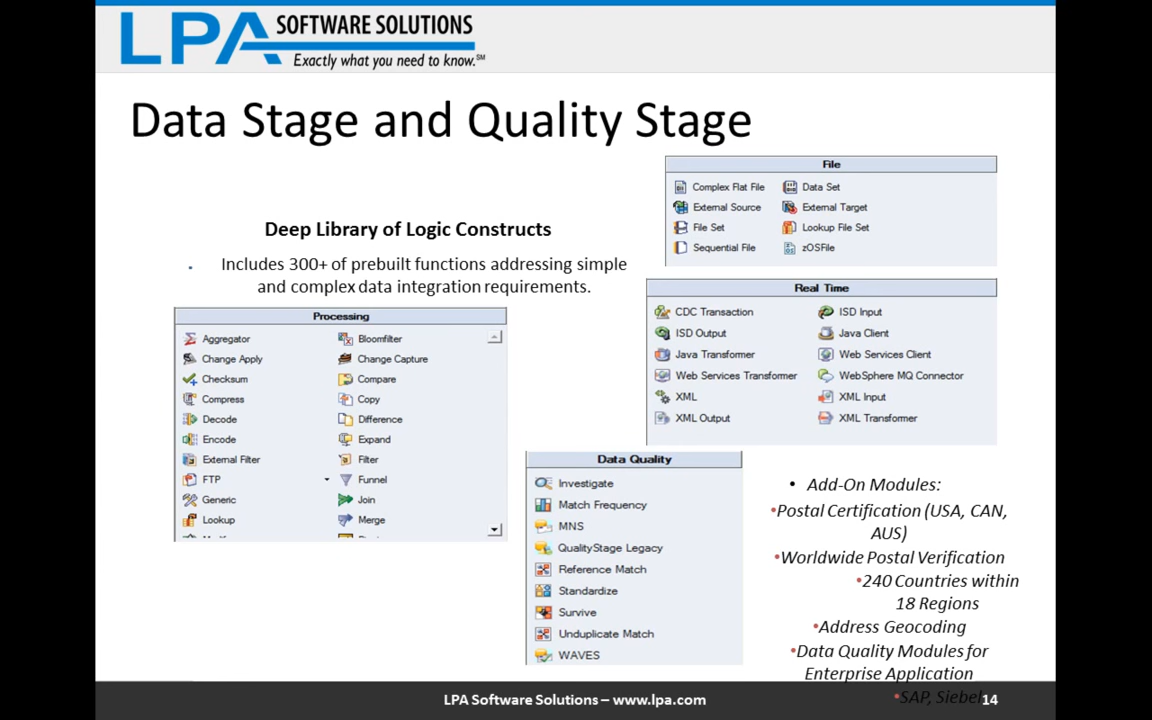 LPA SOFTWARE SOLUTIONS
Exactly what you need to know.℠
Data Stage and Quality Stage
Deep Library of Logic Constructs
Includes 300+ of prebuilt functions addressing simple
and complex data integration requirements.
Processing
Aggregator Bloomfilter
Change Apply Change Capture
Checksum Compare
Compress Copy
Decode Difference
Encode Expand
External Filter Filter
FTP Funnel
Generic Join
Lookup Merge
File
Complex Flat File Data Set
External Source External Target
File Set Lookup File Set
Sequential File zOSFile
Real Time
CDC Transaction ISD Input
ISD Output Java Client
Java Transformer Web Services Client
Web Services Transformer WebSphere MQ Connector
XML XML Input
XML Output XML Transformer
Data Quality
Investigate
Match Frequency
MNS
QualityStage Legacy
Reference Match
Standardize
Survive
Unduplicate Match
WAVES
• Add-On Modules:
•Postal Certification (USA, CAN,
AUS)
•Worldwide Postal Verification
•240 Countries within
18 Regions
•Address Geocoding
•Data Quality Modules for
Enterprise Application
•SAP, Siebel
LPA Software Solutions – www.lpa.com
14